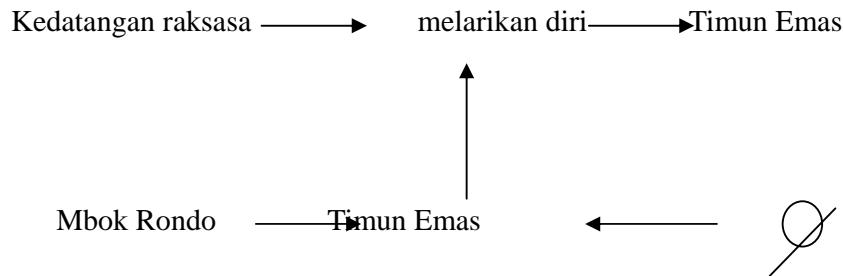 Kedatangan raksasa melarikan diri Timun Emas
Mbok Rondo Timun Emas